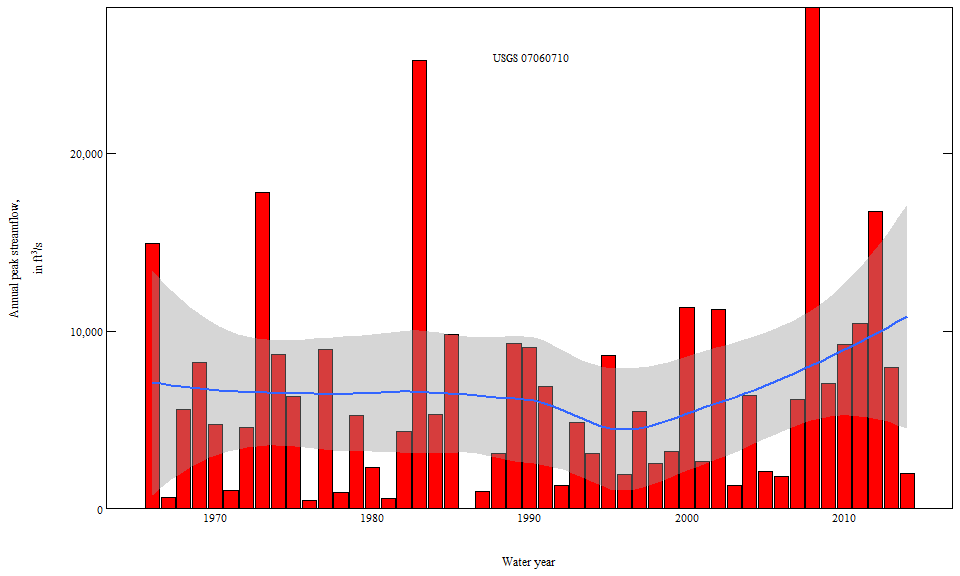 USGS 07060710
20,000
10,000
0
Annual peak streamflow,
in ft³/s
1970 1980 1990 2000 2010
Water year